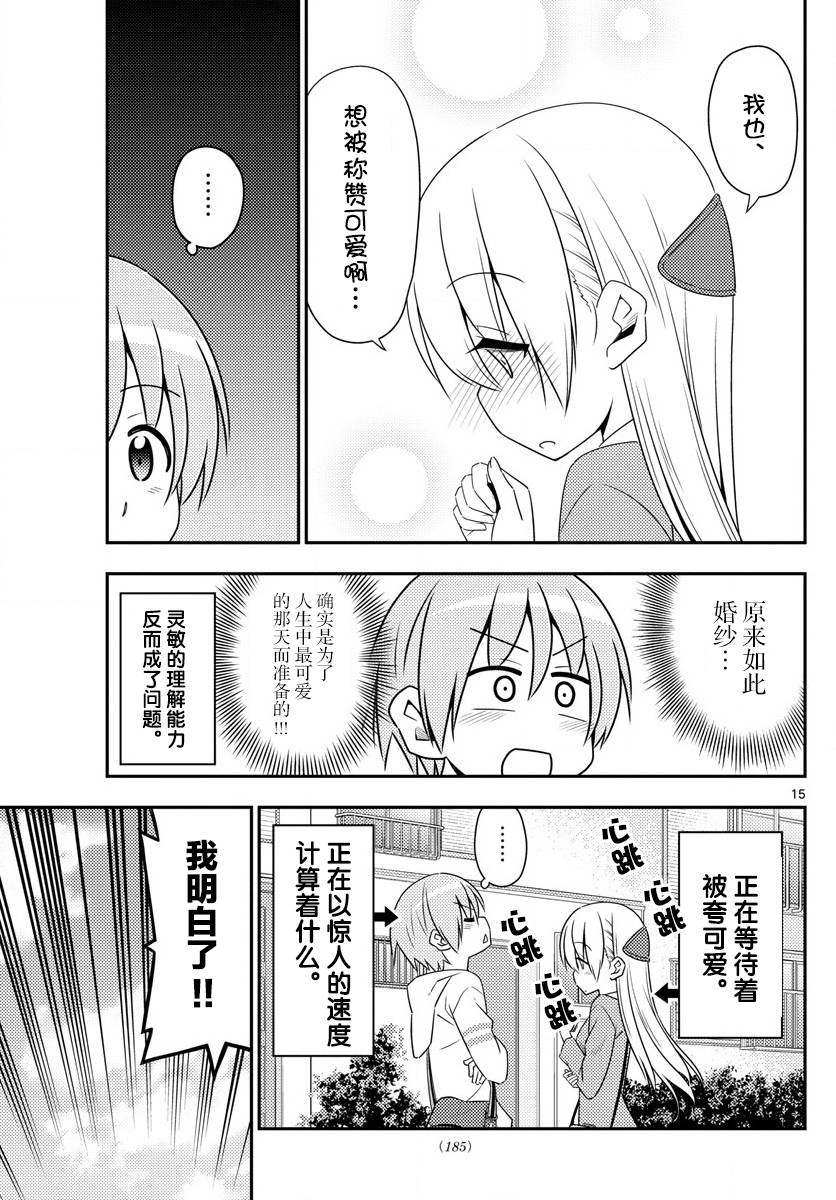 我也、
想被称赞可爱啊…
……
原来如此
婚纱…
确实是为了
人生中最可爱
的那天而准备的!!!
灵敏的理解能力
反而成了问题。
15
正在等待着
被夸可爱。
心跳
心跳
心跳
心跳
……
正在以惊人的速度
计算着什么。
我明白了!!
(185)